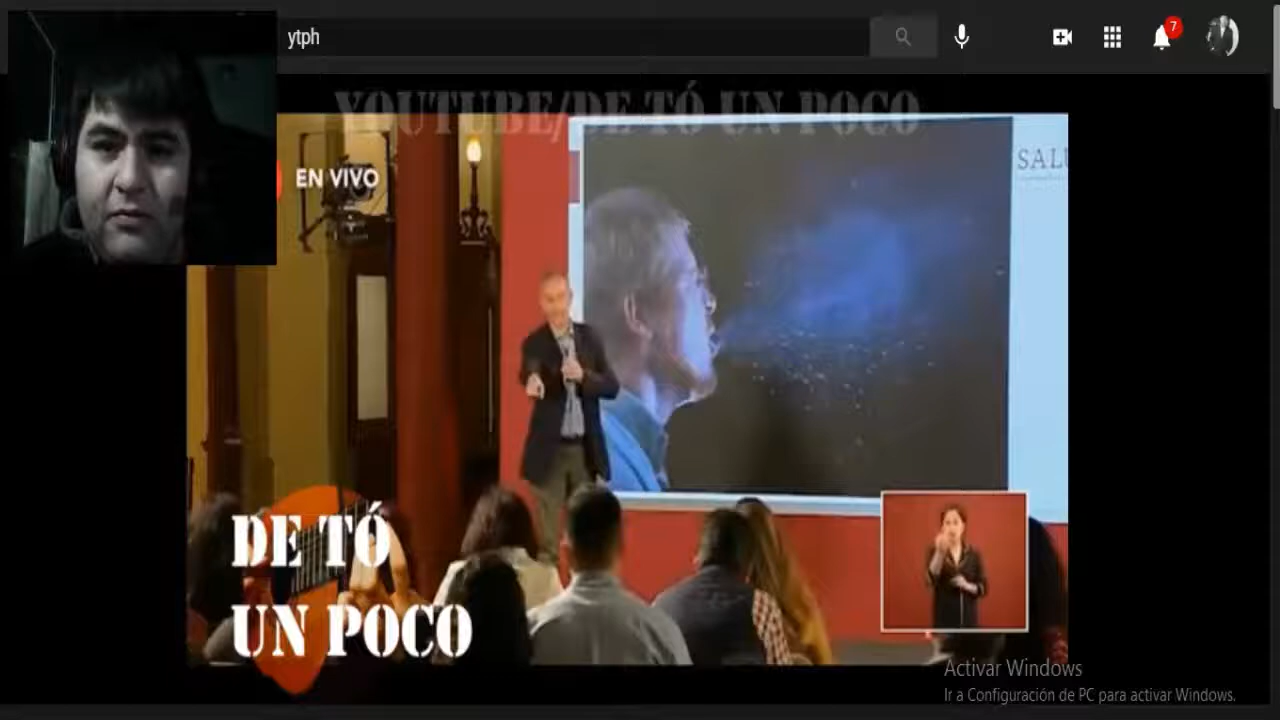 ytph
7
YOUTUBE/DE TÓ UN POCO
EN VIVO
SALU
DE TÓ
UN POCO
Activar Windows
Ir a Configuración de PC para activar Windows.